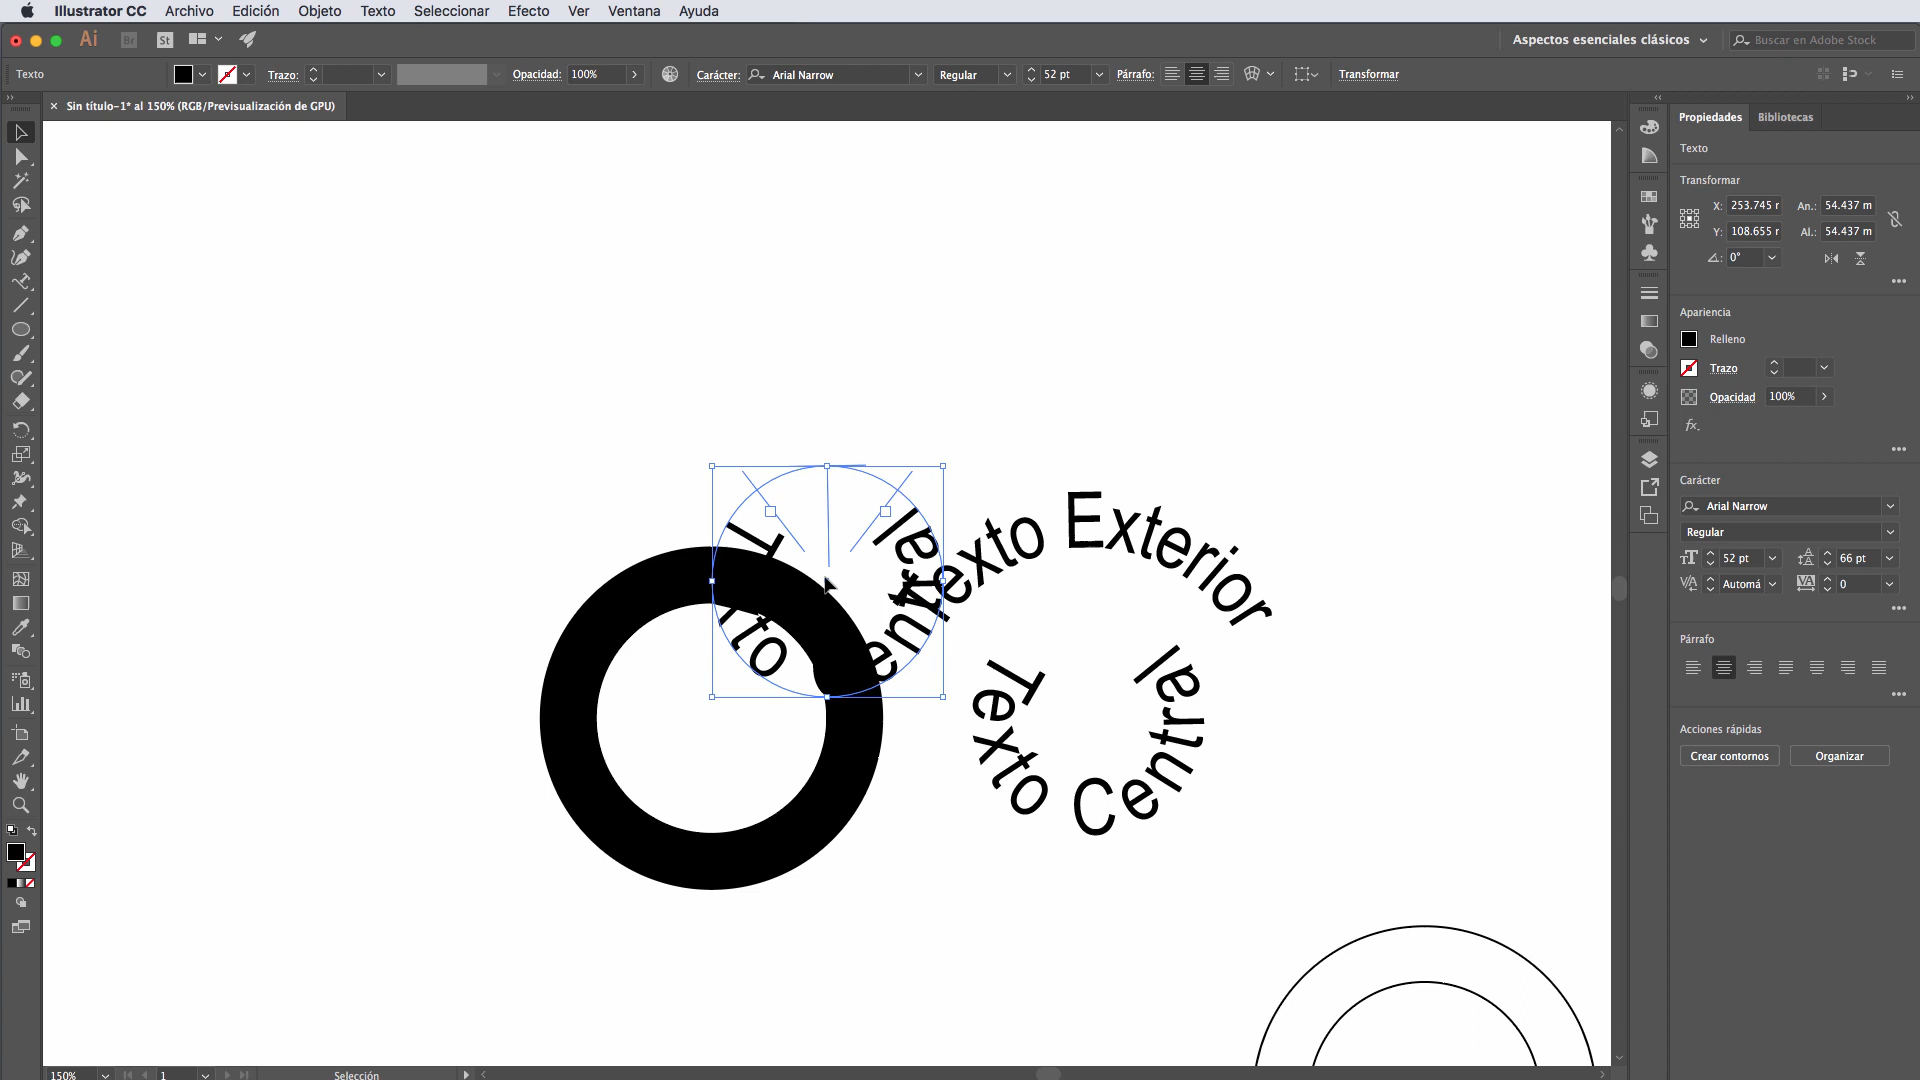 Illustrator CC Archivo Edición Objeto Texto Seleccionar Efecto Ver Ventana Ayuda
Ai Br St Aspectos esenciales clásicos Buscar en Adobe Stock
Texto Trazo: Opacidad: 100% Carácter: Arial Narrow Regular 52 pt Párrafo: Transformar
× Sin título-1* al 150% (RGB/Previsualización de GPU)
Propiedades Bibliotecas
Texto
Transformar
X: 253.745 r An.: 54.437 m
Y: 108.655 r Al.: 54.437 m
0°
Apariencia
Relleno
Trazo
Opacidad 100%
fx.
Carácter
Arial Narrow
Regular
52 pt 66 pt
Automá 0
Párrafo
Acciones rápidas
Crear contornos Organizar
Texto Exterior
Texto Central
Texto Central
150% 1 Selección